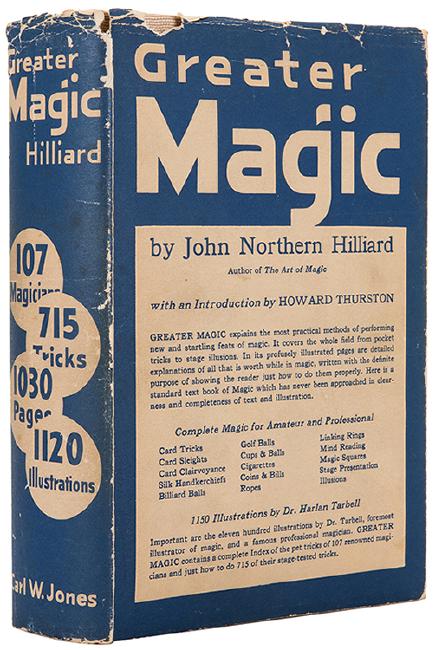 Greater
Magic
Hilliard
107
Magicians
715
Tricks
1030
Pages
1120
Illustrations
Carl W. Jones
Greater
Magic
by John Northern Hilliard
Author of The Art of Magic
with an Introduction by HOWARD THURSTON
GREATER MAGIC explains the most practical methods of performing
new and startling feats of magic. It covers the whole field from pocket
tricks to stage illusions. In its profusely illustrated pages are detailed
explanations of all that is worth while in magic, written with the definite
purpose of showing the reader just how to do them properly. Here is a
standard text book of Magic which has never been approached in clear-
ness and completeness of text and illustration.
Complete Magic for Amateur and Professional
Card Tricks
Card Sleights
Card Clairvoyance
Silk Handkerchiefs
Billiard Balls
Golf Balls
Cups & Balls
Cigarettes
Coins & Bills
Ropes
Linking Rings
Mind Reading
Magic Squares
Stage Presentation
Illusions
1150 Illustrations by Dr. Harlan Tarbell
Important are the eleven hundred illustrations by Dr. Tarbell, foremost
illustrator of magic, and a famous professional magician. GREATER
MAGIC contains a complete Index of the pet tricks of 107 renowned magi-
cians and just how to do 715 of their stage-tested tricks.